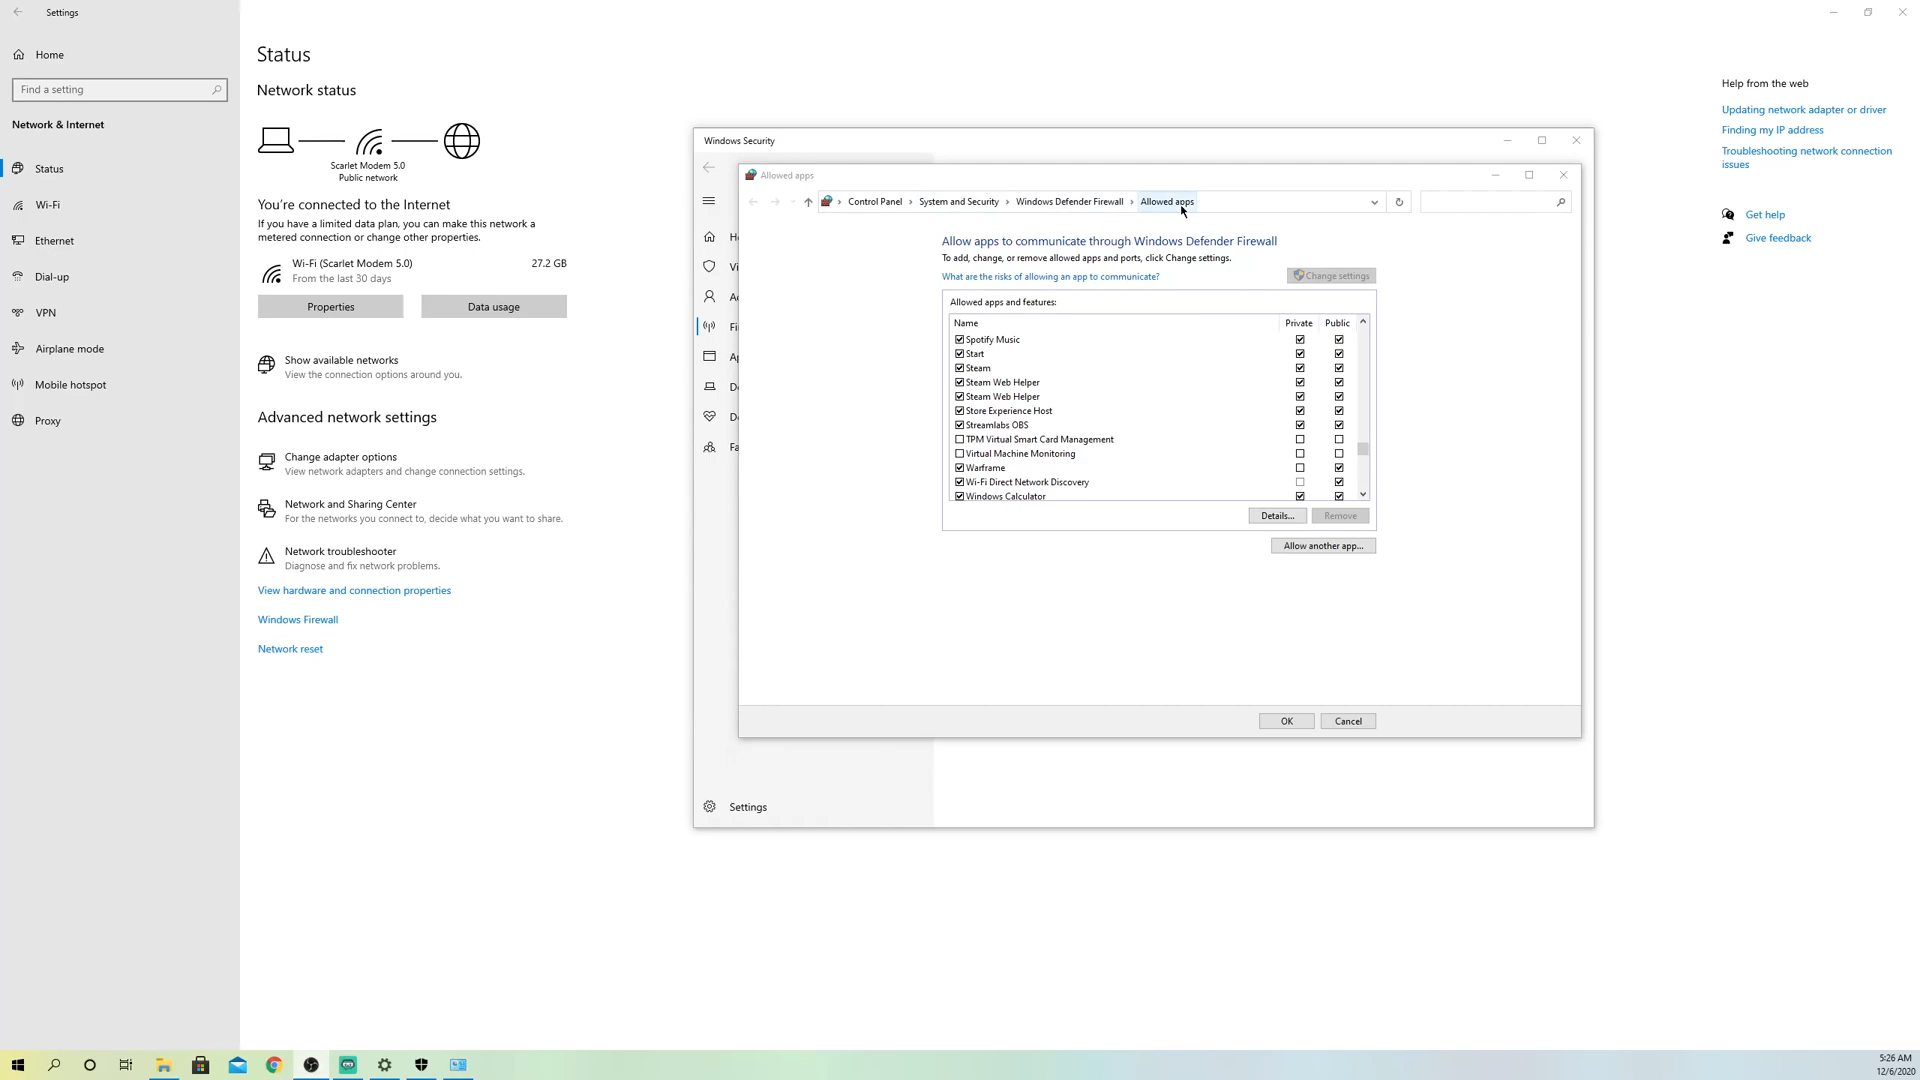 Settings
Home
Find a setting
Network & Internet
Status
Wi-Fi
Ethernet
Dial-up
VPN
Airplane mode
Mobile hotspot
Proxy
Status
Network status
Scarlet Modem 5.0
Public network
You're connected to the Internet
If you have a limited data plan, you can make this network a
metered connection or change other properties.
Wi-Fi (Scarlet Modem 5.0) 27.2 GB
From the last 30 days
Properties Data usage
Show available networks
View the connection options around you.
Advanced network settings
Change adapter options
View network adapters and change connection settings.
Network and Sharing Center
For the networks you connect to, decide what you want to share.
Network troubleshooter
Diagnose and fix network problems.
View hardware and connection properties
Windows Firewall
Network reset
Windows Security
H
Vi
A
Fi
A
D
D
Fa
Settings
Allowed apps
Control Panel > System and Security > Windows Defender Firewall > Allowed apps
Allow apps to communicate through Windows Defender Firewall
To add, change, or remove allowed apps and ports, click Change settings.
What are the risks of allowing an app to communicate? Change settings
Allowed apps and features:
Name Private Public
Spotify Music
Start
Steam
Steam Web Helper
Steam Web Helper
Store Experience Host
Streamlabs OBS
TPM Virtual Smart Card Management
Virtual Machine Monitoring
Warframe
Wi-Fi Direct Network Discovery
Windows Calculator
Details... Remove
Allow another app...
OK Cancel
Help from the web
Updating network adapter or driver
Finding my IP address
Troubleshooting network connection
issues
Get help
Give feedback
5:26 AM
12/6/2020